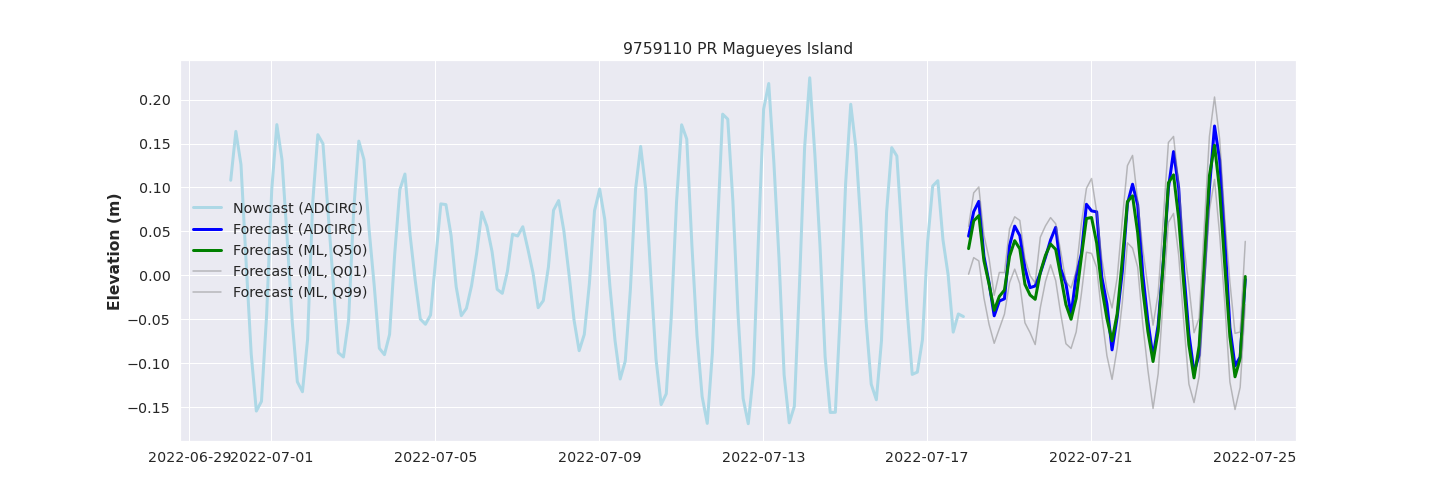 9759110 PR Magueyes Island
Elevation (m)
0.20
0.15
0.10
0.05
0.00
−0.05
−0.10
−0.15
Nowcast (ADCIRC)
Forecast (ADCIRC)
Forecast (ML, Q50)
Forecast (ML, Q01)
Forecast (ML, Q99)
2022-06-29 2022-07-01 2022-07-05 2022-07-09 2022-07-13 2022-07-17 2022-07-21 2022-07-25